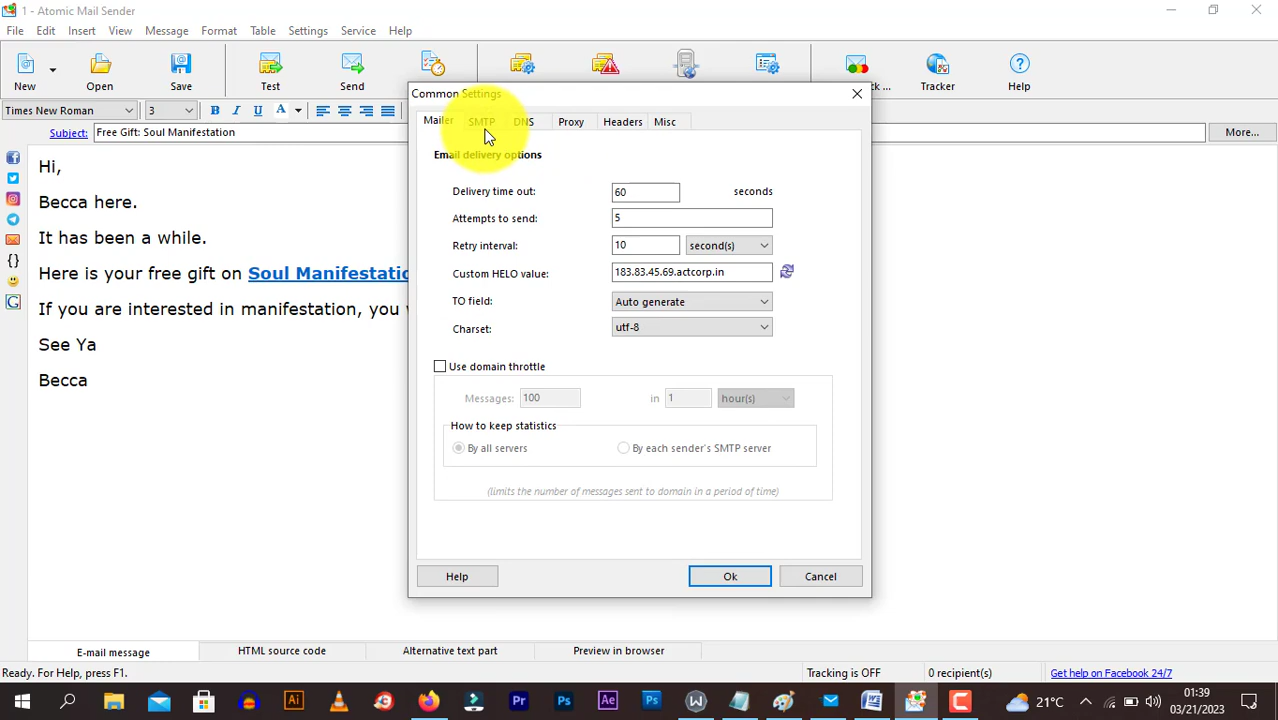 1 - Atomic Mail Sender
File Edit Insert View Message Format Table Settings Service Help
New Open Save Test Send ck ... Tracker Help
Times New Roman 3 B I U A
Subject: Free Gift: Soul Manifestation More...
Hi,
Becca here.
It has been a while.
Here is your free gift on Soul Manifestatio
If you are interested in manifestation, you
See Ya
Becca
Common Settings
Mailer SMTP DNS Proxy Headers Misc
Email delivery options
Delivery time out: 60 seconds
Attempts to send: 5
Retry interval: 10 second(s)
Custom HELO value: 183.83.45.69.actcorp.in
TO field: Auto generate
Charset: utf-8
Use domain throttle
Messages: 100 in 1 hour(s)
How to keep statistics
By all servers By each sender's SMTP server
(limits the number of messages sent to domain in a period of time)
Help Ok Cancel
E-mail message HTML source code Alternative text part Preview in browser
Ready. For Help, press F1. Tracking is OFF 0 recipient(s) Get help on Facebook 24/7
21°C 01:39
03/21/2023